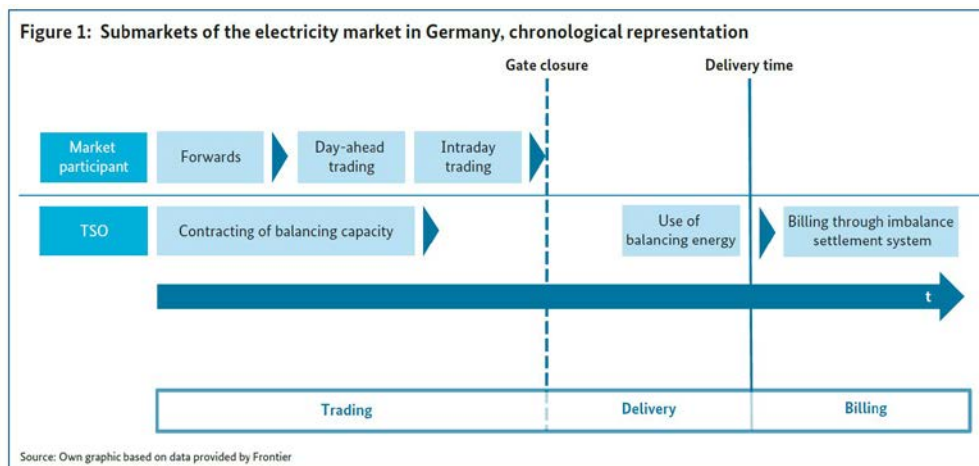 Figure 1: Submarkets of the electricity market in Germany, chronological representation
Gate closure
Delivery time
Market
participant
Forwards
Day-ahead
trading
Intraday
trading
TSO
Contracting of balancing capacity
Use of
balancing energy
Billing through imbalance
settlement system
t
Trading
Delivery
Billing
Source: Own graphic based on data provided by Frontier